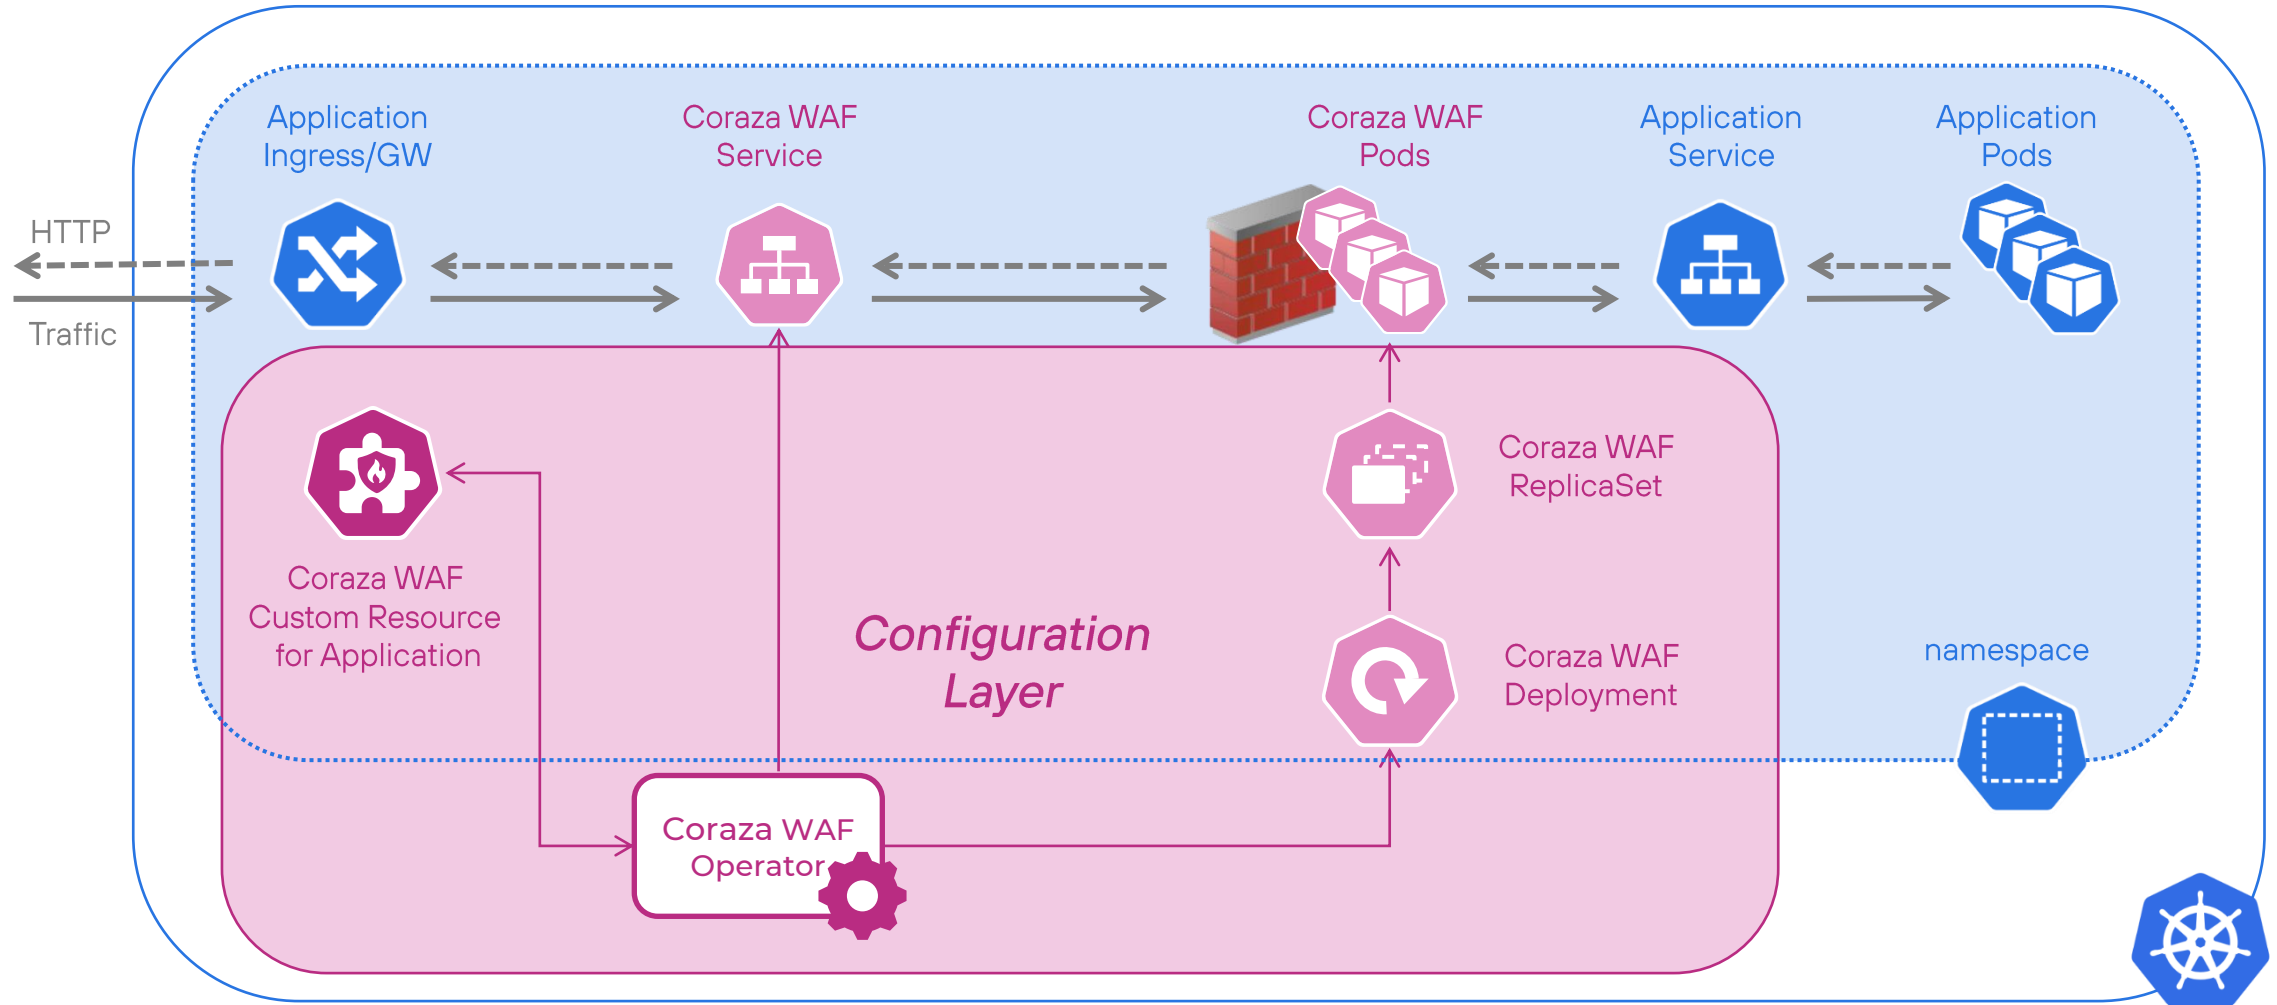 Application
Ingress/GW
Coraza WAF
Service
Coraza WAF
Pods
Application
Service
Application
Pods
HTTP
Traffic
Coraza WAF
Custom Resource
for Application
Configuration
Layer
Coraza WAF
ReplicaSet
Coraza WAF
Deployment
namespace
Coraza WAF
Operator